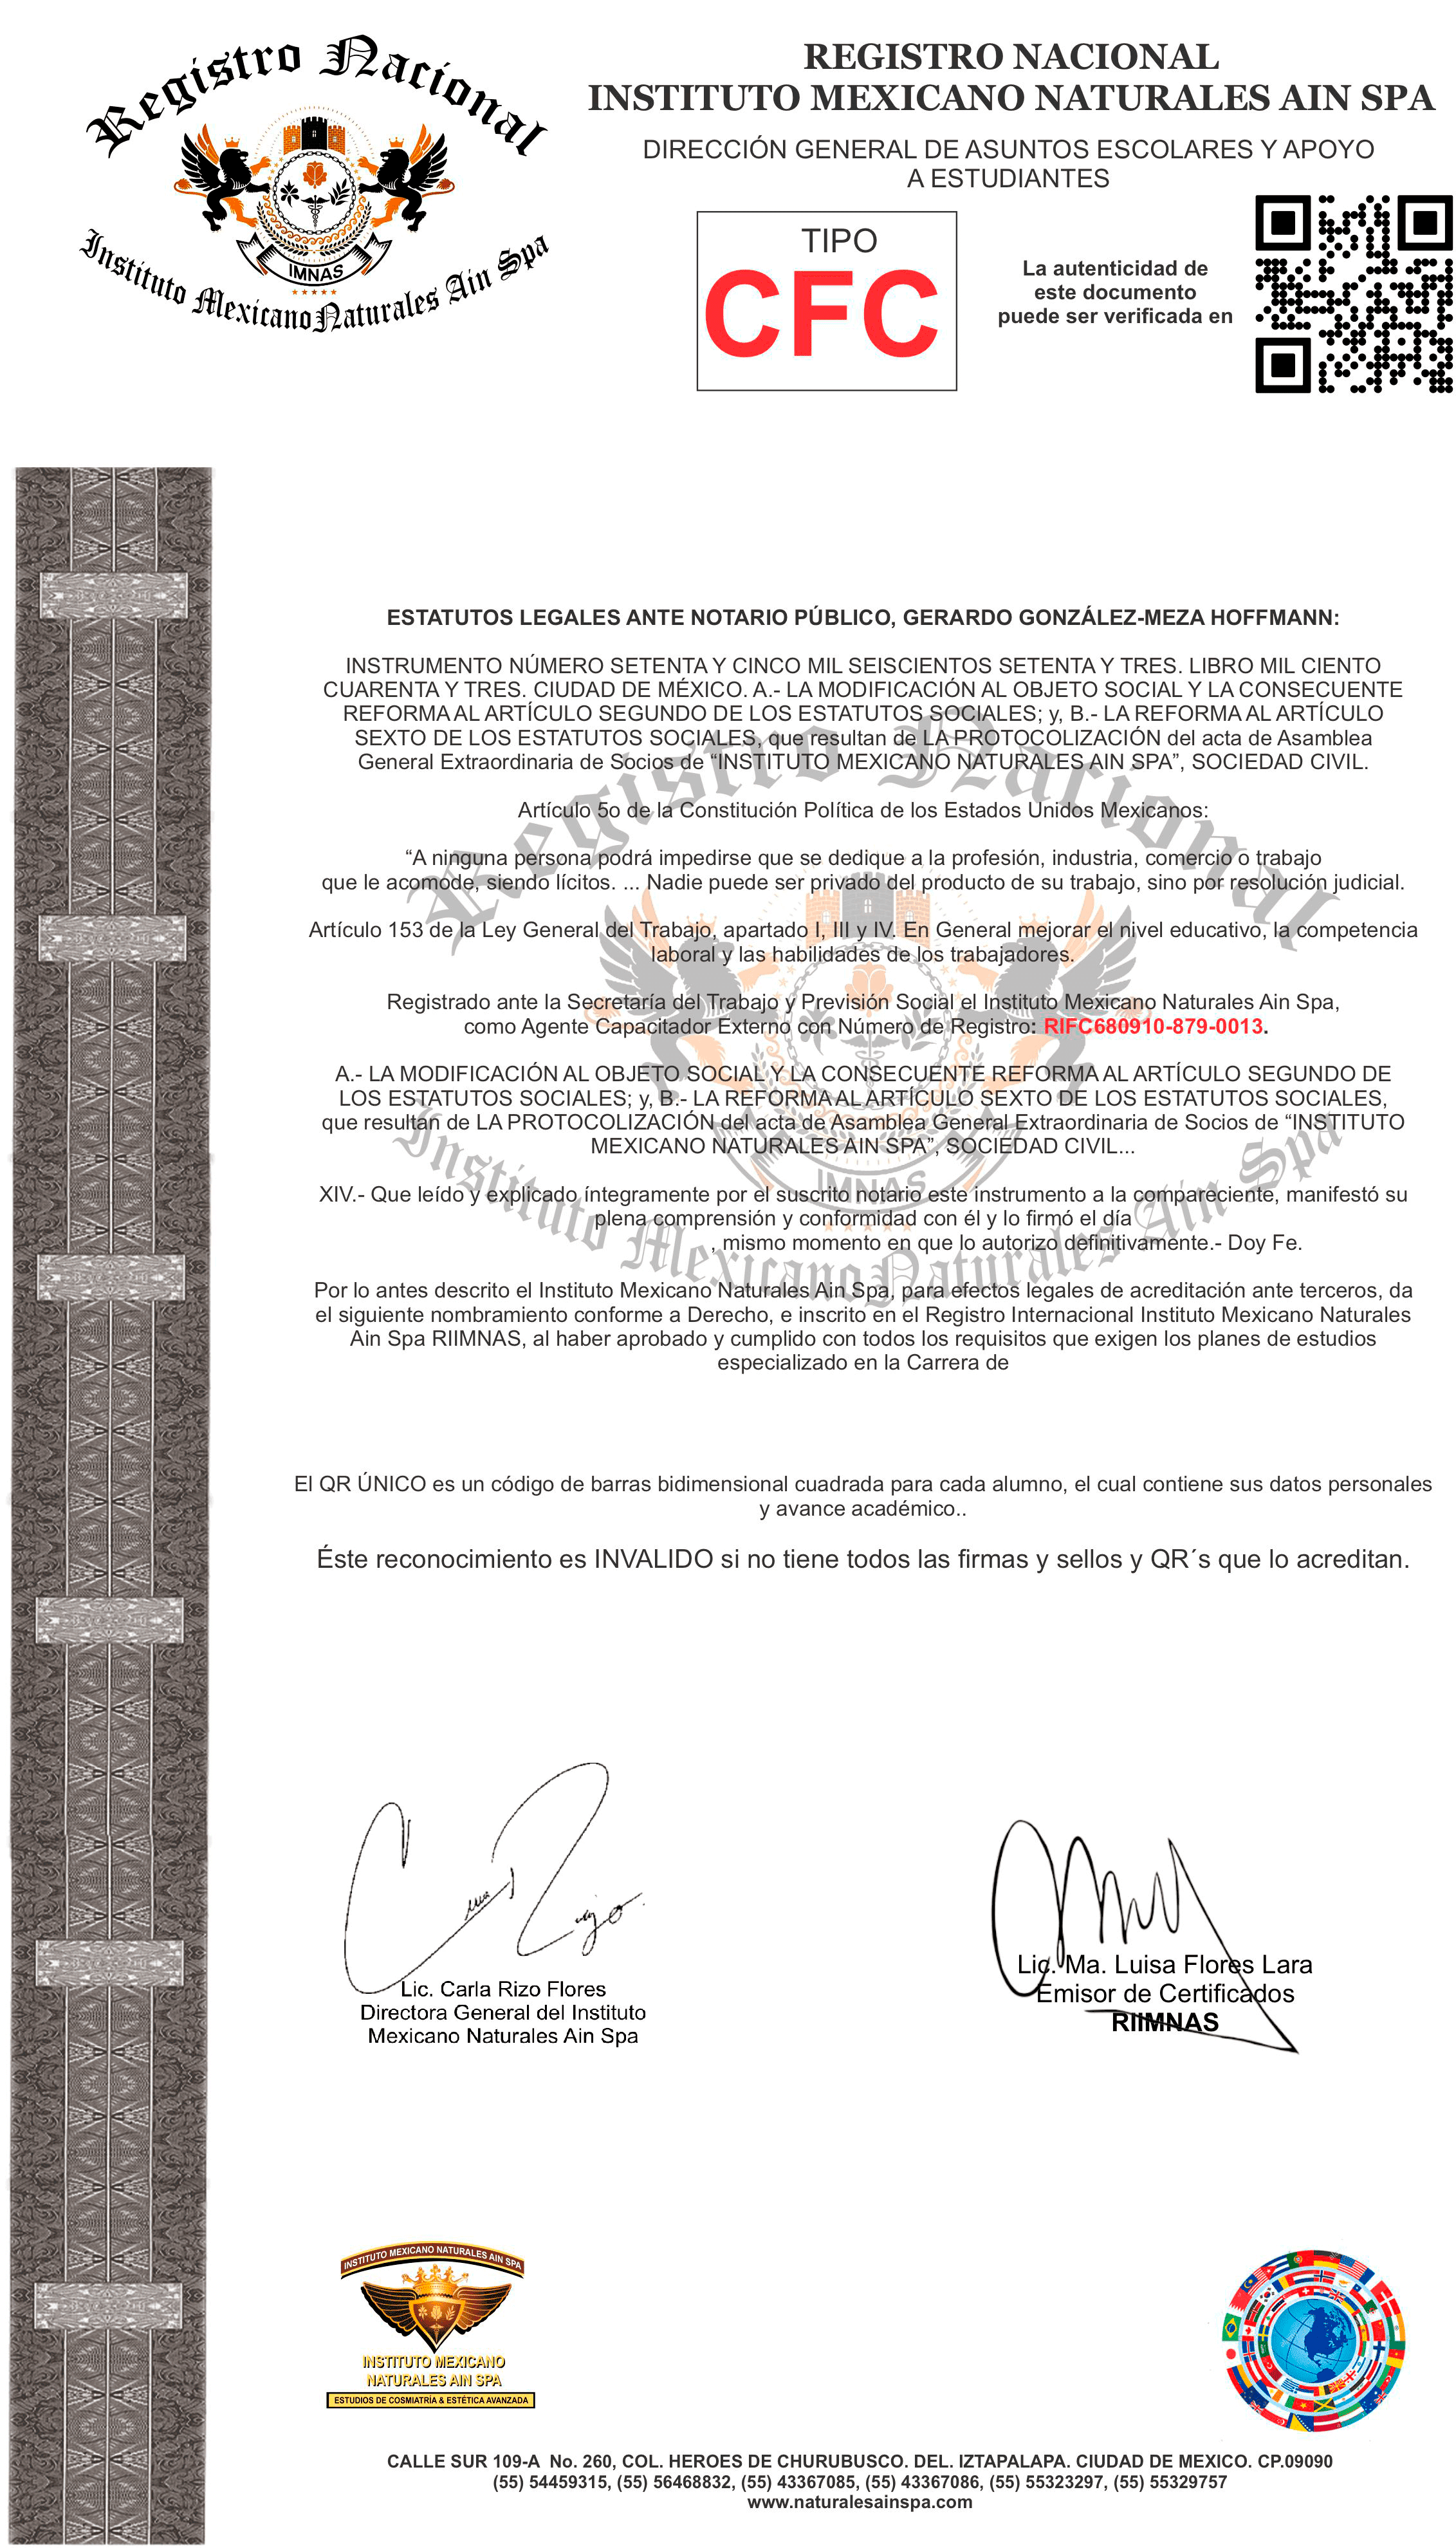 Registro Nacional
IMNAS
Instituto Mexicano Naturales Ain Spa
REGISTRO NACIONAL
INSTITUTO MEXICANO NATURALES AIN SPA
DIRECCIÓN GENERAL DE ASUNTOS ESCOLARES Y APOYO
A ESTUDIANTES
TIPO
CFC
La autenticidad de
este documento
puede ser verificada en
ESTATUTOS LEGALES ANTE NOTARIO PÚBLICO, GERARDO GONZÁLEZ-MEZA HOFFMANN:
INSTRUMENTO NÚMERO SETENTA Y CINCO MIL SEISCIENTOS SETENTA Y TRES. LIBRO MIL CIENTO
CUARENTA Y TRES. CIUDAD DE MÉXICO. A.- LA MODIFICACIÓN AL OBJETO SOCIAL Y LA CONSECUENTE
REFORMA AL ARTÍCULO SEGUNDO DE LOS ESTATUTOS SOCIALES; y, B.- LA REFORMA AL ARTÍCULO
SEXTO DE LOS ESTATUTOS SOCIALES, que resultan de LA PROTOCOLIZACIÓN del acta de Asamblea
General Extraordinaria de Socios de “INSTITUTO MEXICANO NATURALES AIN SPA”, SOCIEDAD CIVIL.
Artículo 5o de la Constitución Política de los Estados Unidos Mexicanos:
“A ninguna persona podrá impedirse que se dedique a la profesión, industria, comercio o trabajo
que le acomode, siendo lícitos. ... Nadie puede ser privado del producto de su trabajo, sino por resolución judicial.
Artículo 153 de la Ley General del Trabajo, apartado I, III y IV. En General mejorar el nivel educativo, la competencia
laboral y las habilidades de los trabajadores.
Registrado ante la Secretaría del Trabajo y Previsión Social el Instituto Mexicano Naturales Ain Spa,
como Agente Capacitador Externo con Número de Registro: RIFC680910-879-0013.
A.- LA MODIFICACIÓN AL OBJETO SOCIAL Y LA CONSECUENTE REFORMA AL ARTÍCULO SEGUNDO DE
LOS ESTATUTOS SOCIALES; y, B.- LA REFORMA AL ARTÍCULO SEXTO DE LOS ESTATUTOS SOCIALES,
que resultan de LA PROTOCOLIZACIÓN del acta de Asamblea General Extraordinaria de Socios de “INSTITUTO
MEXICANO NATURALES AIN SPA”, SOCIEDAD CIVIL...
XIV.- Que leído y explicado íntegramente por el suscrito notario este instrumento a la compareciente, manifestó su
plena comprensión y conformidad con él y lo firmó el día
, mismo momento en que lo autorizo definitivamente.- Doy Fe.
Por lo antes descrito el Instituto Mexicano Naturales Ain Spa, para efectos legales de acreditación ante terceros, da
el siguiente nombramiento conforme a Derecho, e inscrito en el Registro Internacional Instituto Mexicano Naturales
Ain Spa RIIMNAS, al haber aprobado y cumplido con todos los requisitos que exigen los planes de estudios
especializado en la Carrera de
Registro Nacional
IMNAS
Instituto Mexicano Naturales Ain Spa
El QR ÚNICO es un código de barras bidimensional cuadrada para cada alumno, el cual contiene sus datos personales
y avance académico..
Éste reconocimiento es INVALIDO si no tiene todos las firmas y sellos y QR´s que lo acreditan.
Lic. Carla Rizo Flores
Directora General del Instituto
Mexicano Naturales Ain Spa
Lic. Ma. Luisa Flores Lara
Emisor de Certificados
RIIMNAS
INSTITUTO MEXICANO NATURALES AIN SPA
INSTITUTO MEXICANO
NATURALES AIN SPA
ESTUDIOS DE COSMIATRÍA & ESTÉTICA AVANZADA
CALLE SUR 109-A No. 260, COL. HEROES DE CHURUBUSCO. DEL. IZTAPALAPA. CIUDAD DE MEXICO. CP.09090
(55) 54459315, (55) 56468832, (55) 43367085, (55) 43367086, (55) 55323297, (55) 55329757
www.naturalesainspa.com